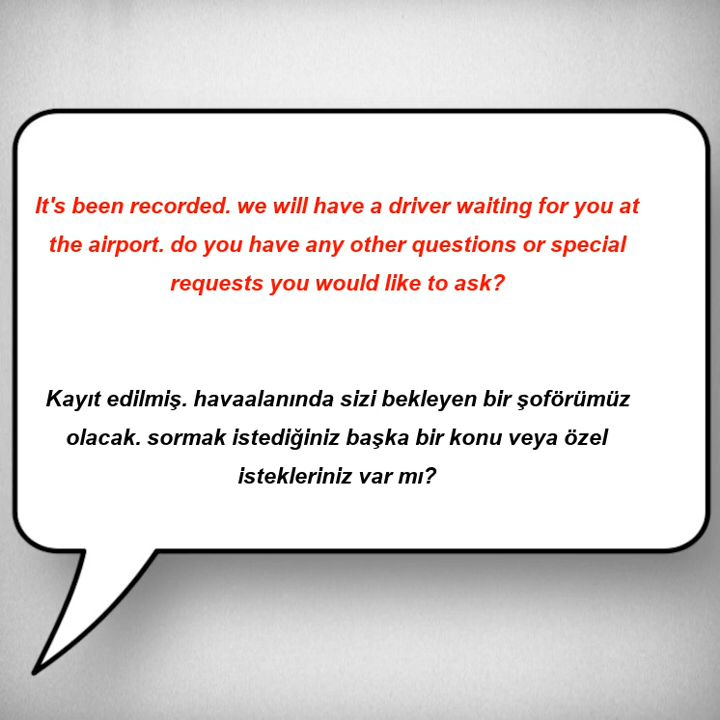 It's been recorded. we will have a driver waiting for you at
the airport. do you have any other questions or special
requests you would like to ask?
Kayıt edilmiş. havaalanında sizi bekleyen bir şoförümüz
olacak. sormak istediğiniz başka bir konu veya özel
istekleriniz var mı?